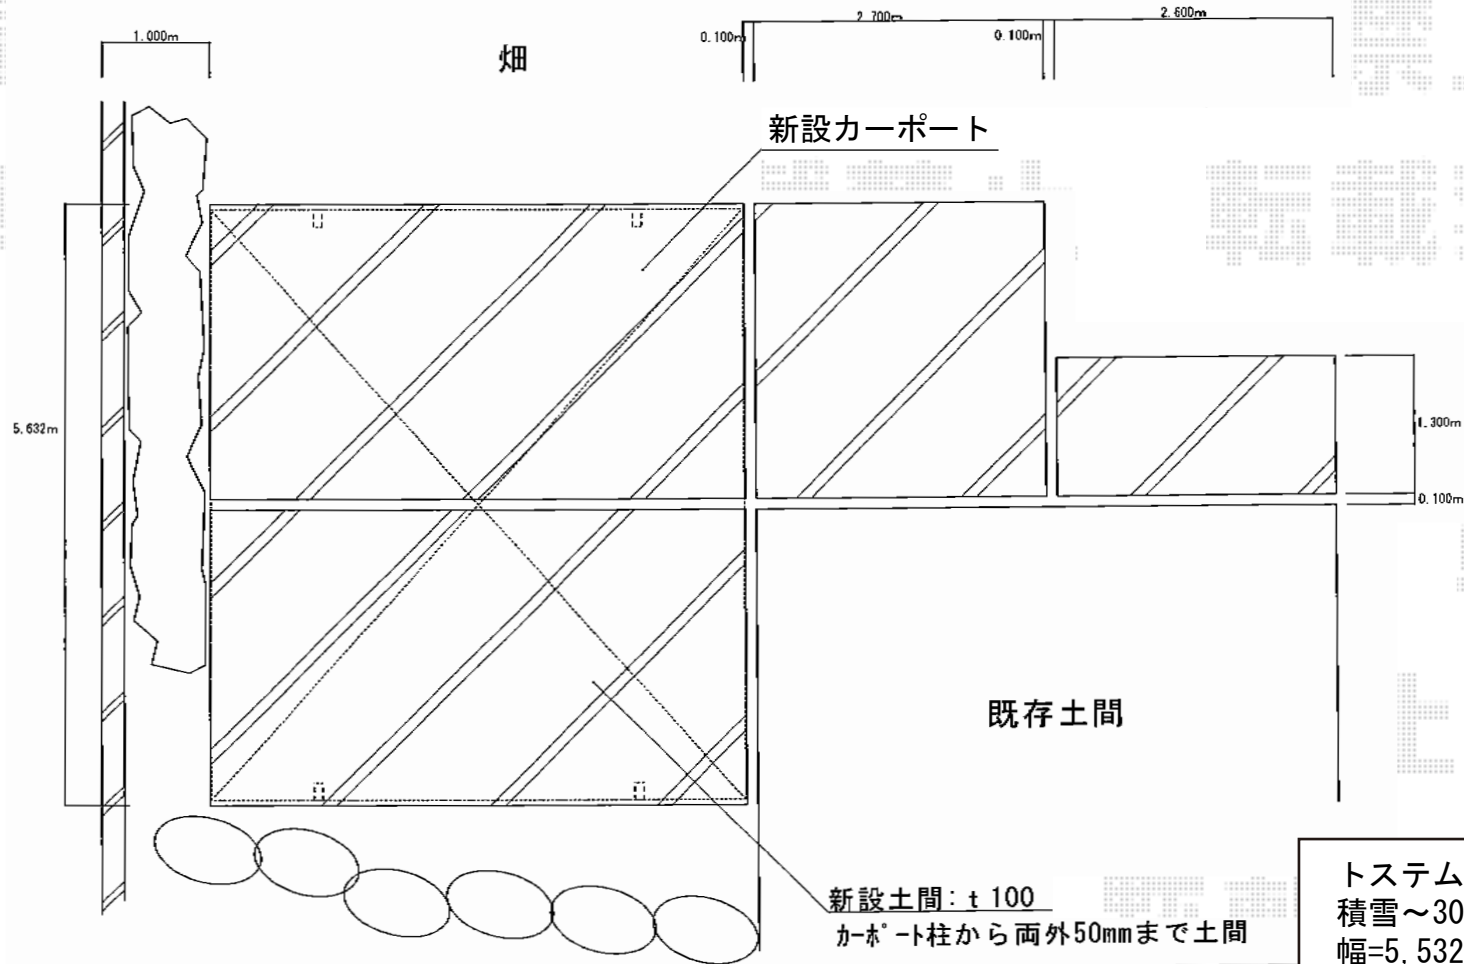 2.700m
2.600m
1.000m
0.100m
0.100m
畑
新設カーポート
5.632m
1.300m
0.100m
既存土間
新設土間：t 100
カーポート柱から両外50mmまで土間
トステム
積雪～30
幅=5,532